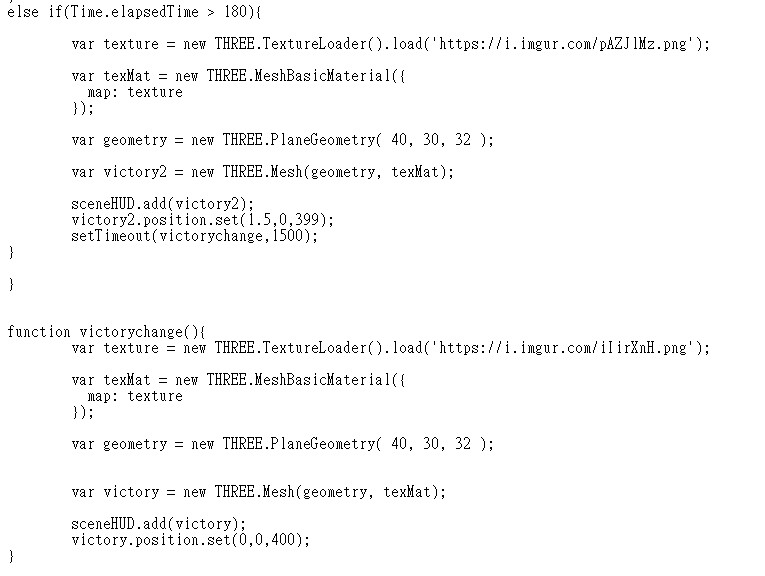 else if(Time.elapsedTime > 180){
var texture = new THREE.TextureLoader().load('https://i.imgur.com/pAZJlMz.png');
var texMat = new THREE.MeshBasicMaterial({
map: texture
});
var geometry = new THREE.PlaneGeometry( 40, 30, 32 );
var victory2 = new THREE.Mesh(geometry, texMat);
sceneHUD.add(victory2);
victory2.position.set(1.5,0,399);
setTimeout(victorychange,1500);
}
}
function victorychange(){
var texture = new THREE.TextureLoader().load('https://i.imgur.com/iIirXnH.png');
var texMat = new THREE.MeshBasicMaterial({
map: texture
});
var geometry = new THREE.PlaneGeometry( 40, 30, 32 );
var victory = new THREE.Mesh(geometry, texMat);
sceneHUD.add(victory);
victory.position.set(0,0,400);
}